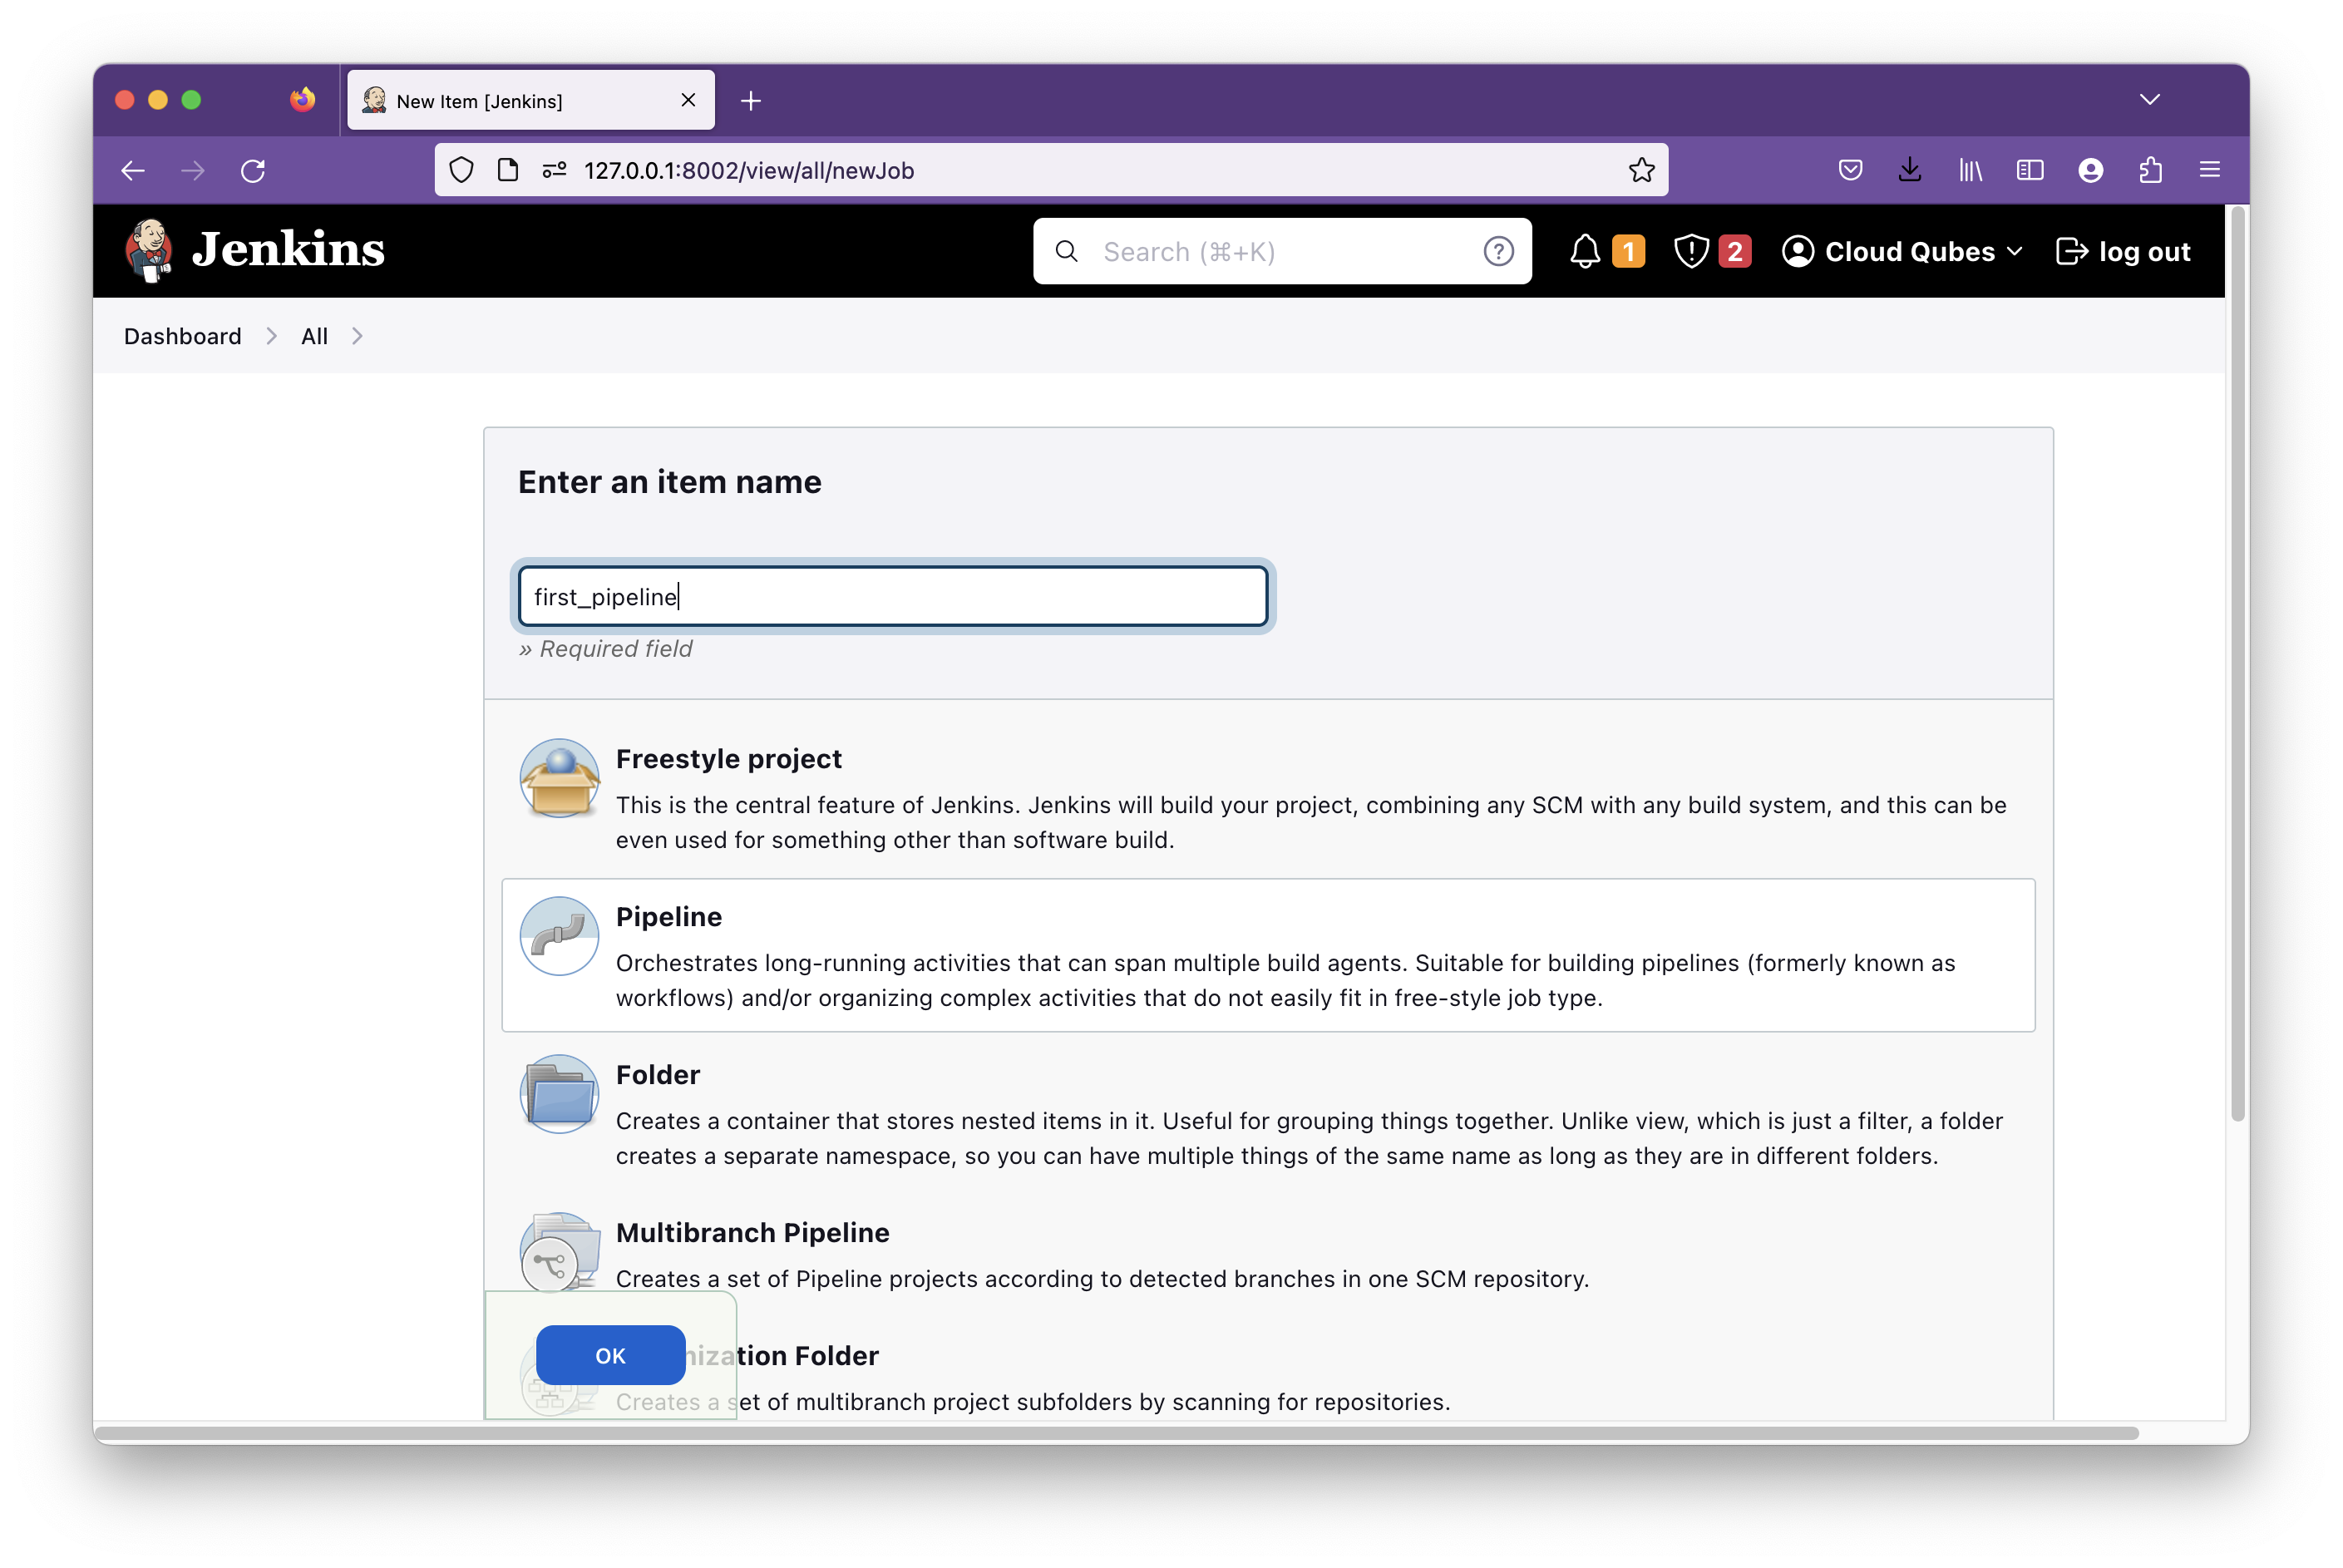 New Item [Jenkins]
127.0.0.1:8002/view/all/newJob
Jenkins
Search (⌘+K)
1
2
Cloud Qubes
log out
Dashboard
All
Enter an item name
first_pipeline
» Required field
Freestyle project
This is the central feature of Jenkins. Jenkins will build your project, combining any SCM with any build system, and this can be
even used for something other than software build.
Pipeline
Orchestrates long-running activities that can span multiple build agents. Suitable for building pipelines (formerly known as
workflows) and/or organizing complex activities that do not easily fit in free-style job type.
Folder
Creates a container that stores nested items in it. Useful for grouping things together. Unlike view, which is just a filter, a folder
creates a separate namespace, so you can have multiple things of the same name as long as they are in different folders.
Multibranch Pipeline
Creates a set of Pipeline projects according to detected branches in one SCM repository.
OK
nization Folder
Creates a set of multibranch project subfolders by scanning for repositories.